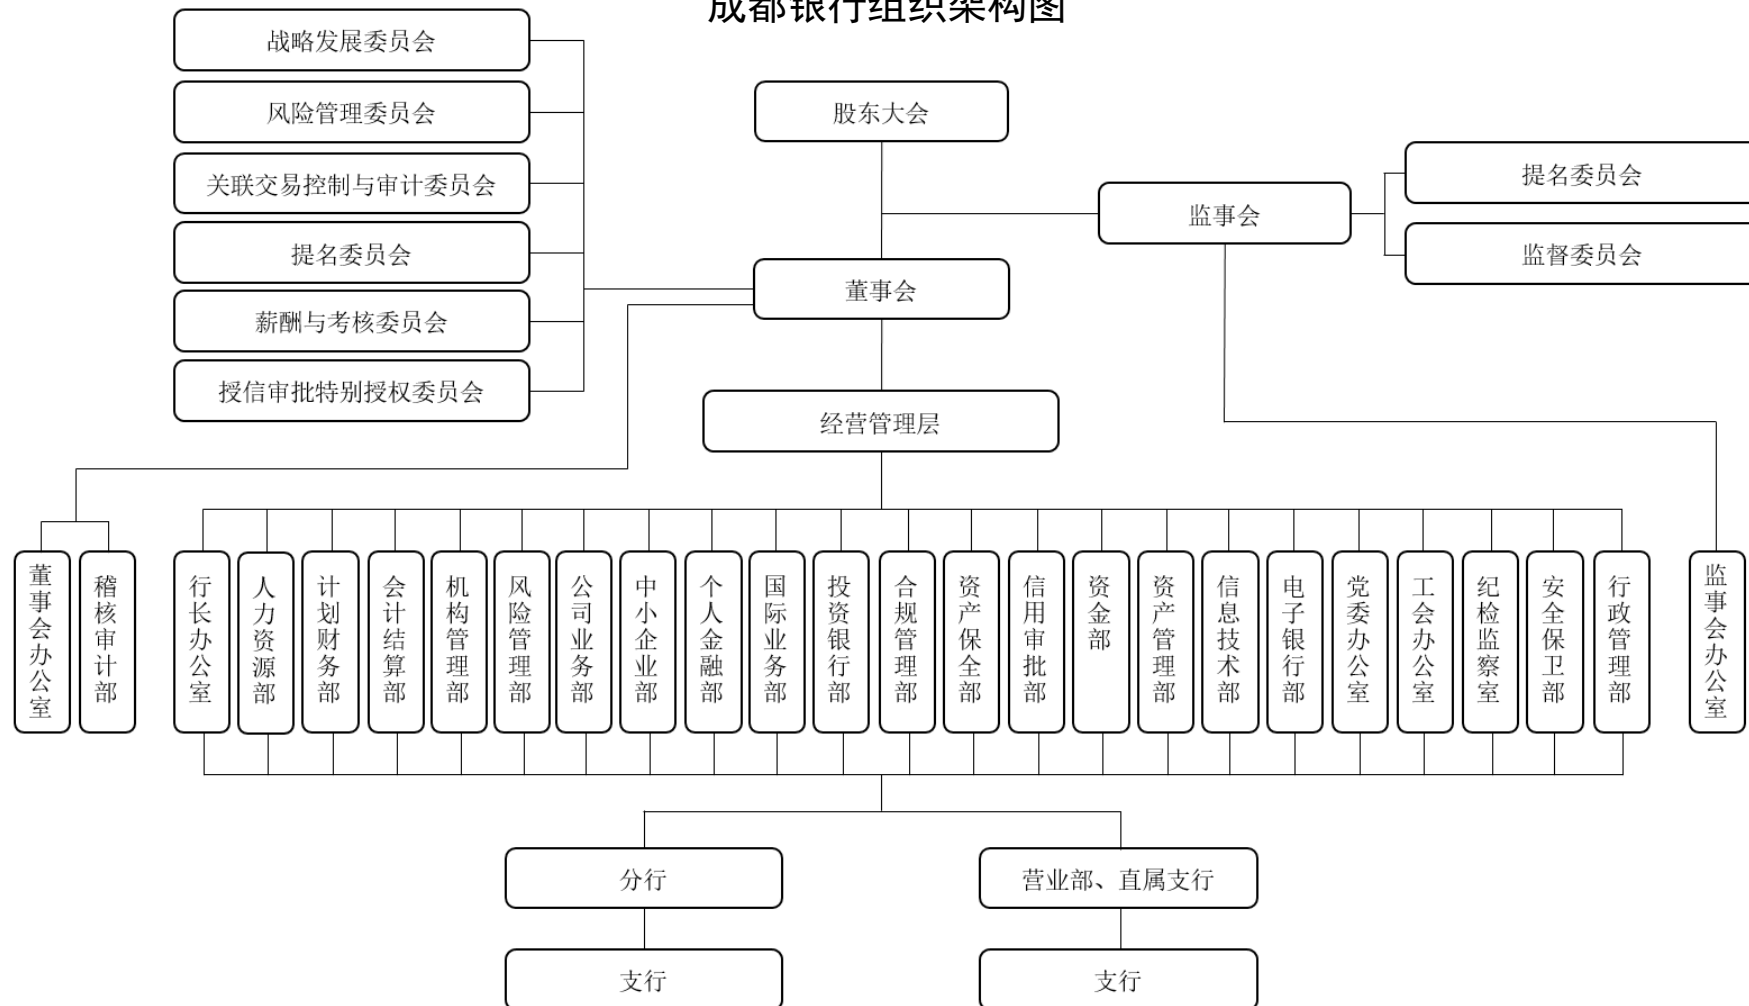 成都银行组织架构图
战略发展委员会
风险管理委员会
关联交易控制与审计委员会
提名委员会
薪酬与考核委员会
授信审批特别授权委员会
股东大会
监事会
提名委员会
监督委员会
董事会
经营管理层
董事会办公室
稽核审计部
行长办公室
人力资源部
计划财务部
会计结算部
机构管理部
风险管理部
公司业务部
中小企业部
个人金融部
国际业务部
投资银行部
合规管理部
资产保全部
信用审批部
资金部
资产管理部
信息技术部
电子银行部
党委办公室
工会办公室
纪检监察室
安全保卫部
行政管理部
监事会办公室
分行
营业部、直属支行
支行
支行